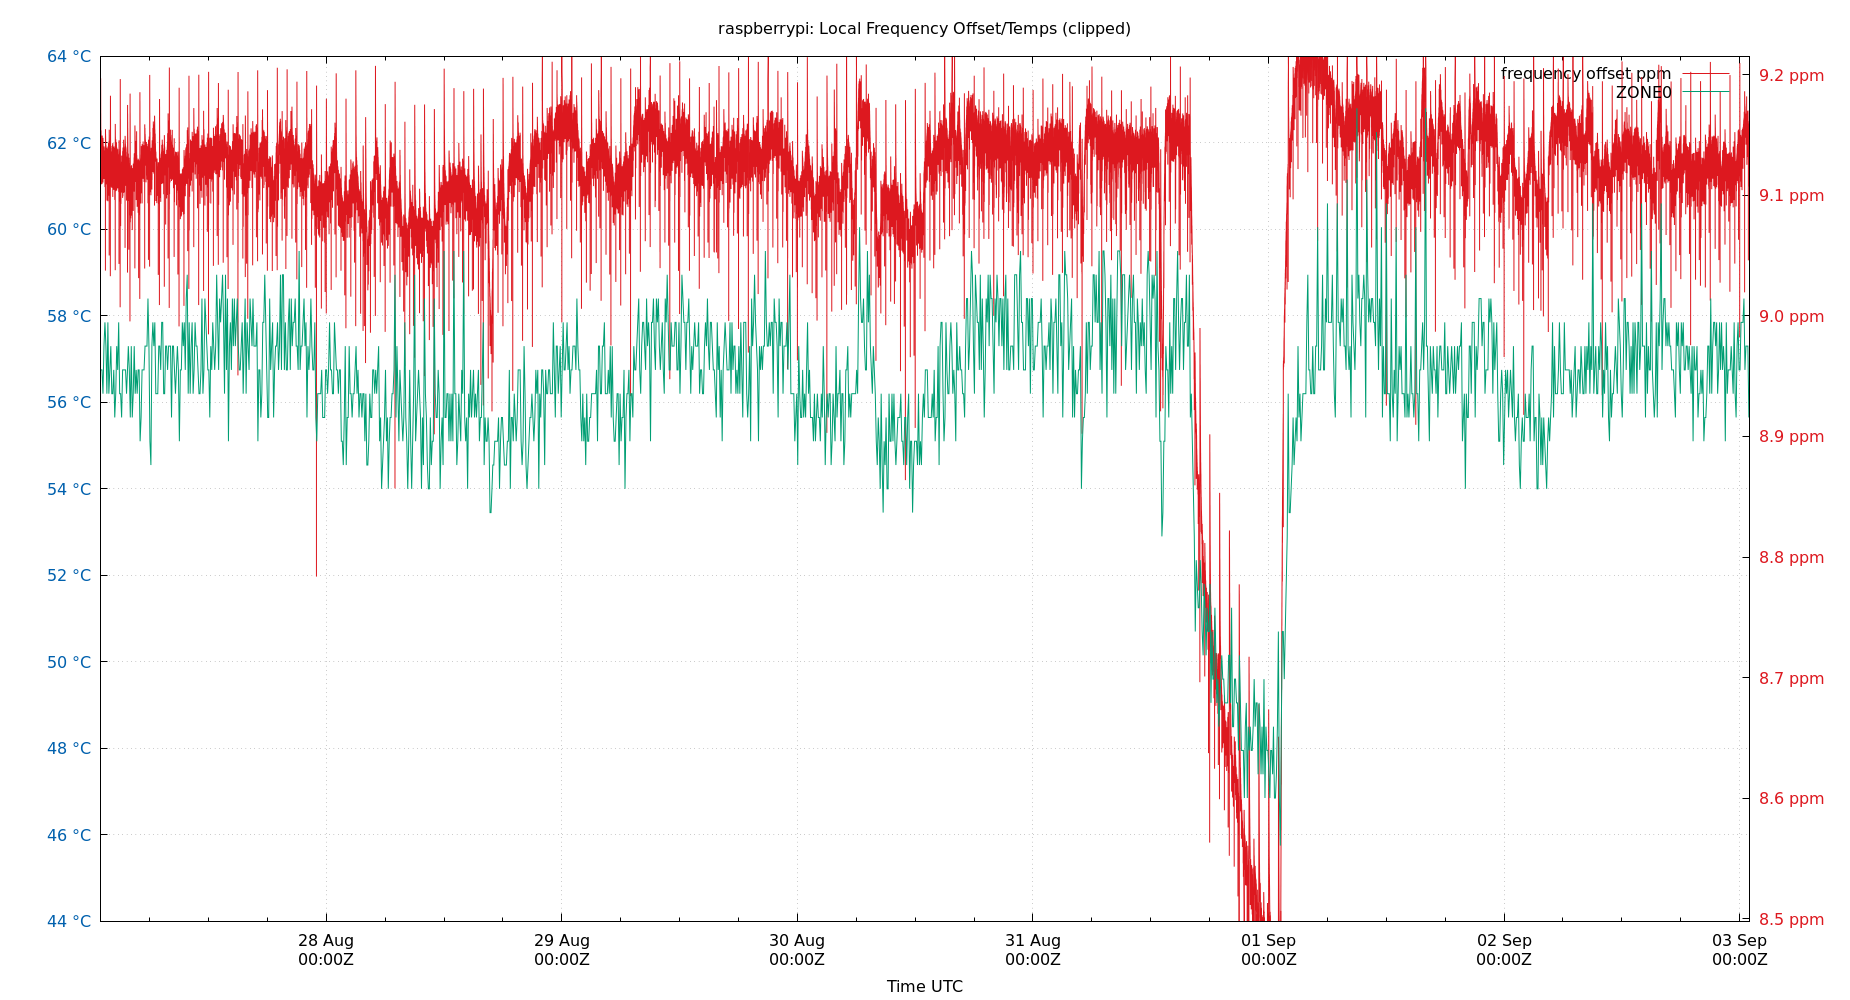 raspberrypi: Local Frequency Offset/Temps (clipped)
64 °C
62 °C
60 °C
58 °C
56 °C
54 °C
52 °C
50 °C
48 °C
46 °C
44 °C
frequency offset ppm
ZONE0
9.2 ppm
9.1 ppm
9.0 ppm
8.9 ppm
8.8 ppm
8.7 ppm
8.6 ppm
8.5 ppm
28 Aug
00:00Z
29 Aug
00:00Z
30 Aug
00:00Z
31 Aug
00:00Z
01 Sep
00:00Z
02 Sep
00:00Z
03 Sep
00:00Z
Time UTC